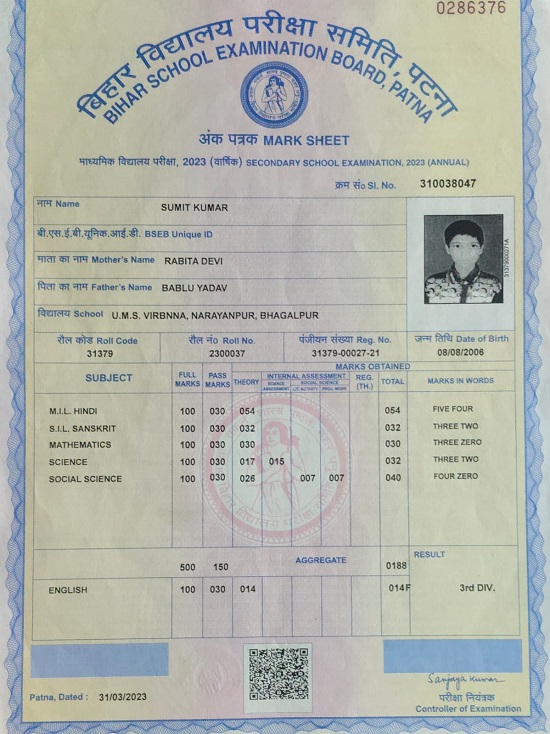 0286376
बिहार विद्यालय परीक्षा समिति, पटना
BIHAR SCHOOL EXAMINATION BOARD, PATNA
अंक पत्रक MARK SHEET
माध्यमिक विद्यालय परीक्षा, 2023 (वार्षिक) SECONDARY SCHOOL EXAMINATION, 2023 (ANNUAL)
क्रम सं० Sl. No. 310038047
नाम Name SUMIT KUMAR
बी.एस.ई.बी.यूनिक.आई.डी. BSEB Unique ID
माता का नाम Mother's Name RABITA DEVI
पिता का नाम Father's Name BABLU YADAV
विद्यालय School U.M.S. VIRBNNA, NARAYANPUR, BHAGALPUR
रौल कोड Roll Code रौल नं० Roll No. पंजीयन संख्या Reg. No. जन्म तिथि Date of Birth
31379 2300037 31379-00027-21 08/08/2006
MARKS OBTAINED
SUBJECT FULL MARKS PASS MARKS THEORY INTERNAL ASSESSMENT REG. (TH.) TOTAL MARKS IN WORDS
SCIENCE SOCIAL SCIENCE
M.I.L. HINDI 100 030 054 054 FIVE FOUR
S.I.L. SANSKRIT 100 030 032 032 THREE TWO
MATHEMATICS 100 030 030 030 THREE ZERO
SCIENCE 100 030 017 015 032 THREE TWO
SOCIAL SCIENCE 100 030 026 007 007 040 FOUR ZERO
500 150 AGGREGATE 0188 RESULT
ENGLISH 100 030 014 014F 3rd DIV.
Patna, Dated : 31/03/2023
Sanjaya Kumar
परीक्षा नियंत्रक
Controller of Examination